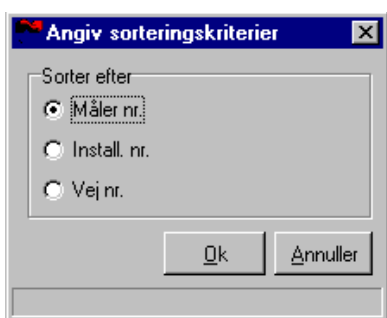 Angiv sorteringskriterier
Sorter efter
Måler nr.
Install. nr.
Vej nr.
Ok
Annuller